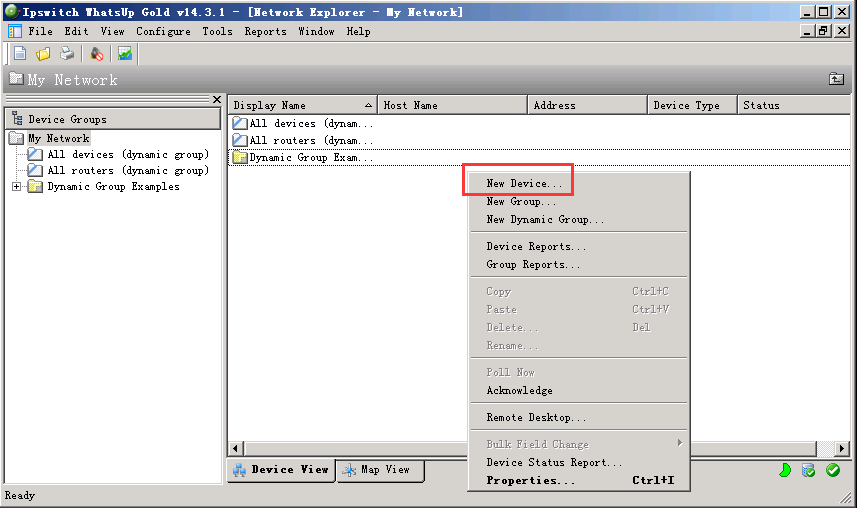 Ipswitch WhatsUp Gold v14.3.1 - [Network Explorer - My Network]
File Edit View Configure Tools Reports Window Help
My Network
Device Groups
My Network
All devices (dynamic group)
All routers (dynamic group)
Dynamic Group Examples
Display Name Host Name Address Device Type Status
All devices (dynam...
All routers (dynam...
Dynamic Group Exam...
New Device...
New Group...
New Dynamic Group...
Device Reports...
Group Reports...
Copy Ctrl+C
Paste Ctrl+V
Delete... Del
Rename...
Poll Now
Acknowledge
Remote Desktop...
Bulk Field Change
Device Status Report...
Properties... Ctrl+I
Device View Map View
Ready